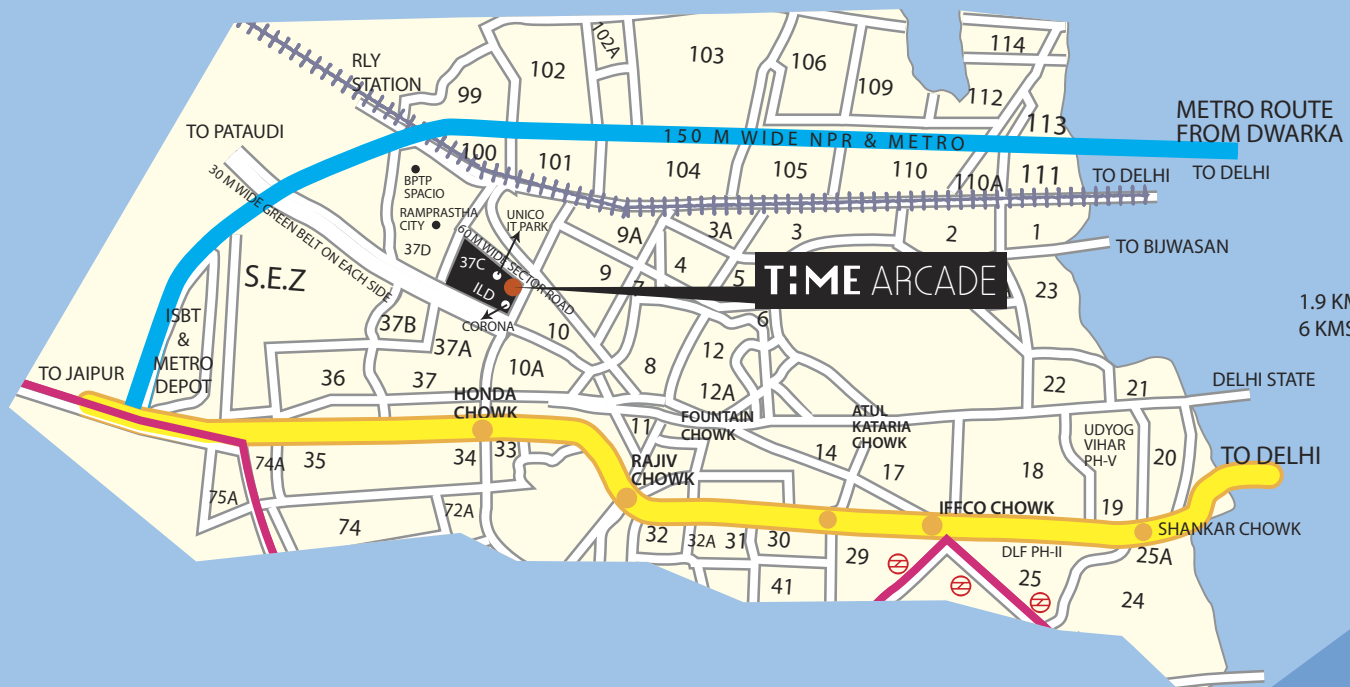 114
102A
103
106
102
RLY
STATION
109
99
112
METRO ROUTE
FROM DWARKA
113
TO PATAUDI
150 M WIDE NPR & METRO
100
101
104
105
110
110A
111
TO DELHI
TO DELHI
BPTP
SPACIO
30 M WIDE GREEN BELT ON EACH SIDE
RAMPRASTHA
CITY
UNICO
IT PARK
60 M WIDE SECTOR ROAD
9A
3A
3
2
1
37D
TO BIJWASAN
37C
9
4
5
TIME ARCADE
S.E.Z
ILD
7
23
1.9 KM
6 KMS
ISBT
&
METRO
DEPOT
37B
CORONA
10
6
37A
12
8
10A
TO JAIPUR
36
37
12A
22
21
DELHI STATE
HONDA
CHOWK
FOUNTAIN
CHOWK
ATUL
KATARIA
CHOWK
11
UDYOG
VIHAR
PH-V
33
34
35
74A
RAJIV
CHOWK
14
17
18
20
TO DELHI
75A
72A
74
IFFCO CHOWK
19
SHANKAR CHOWK
32
32A
31
30
29
DLF PH-II
25A
25
41
24